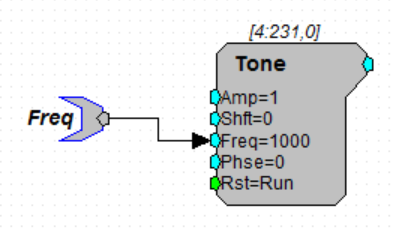 [4:231,0]
Tone
Amp=1
Shft=0
Freq
Freq=1000
Phse=0
Rst=Run